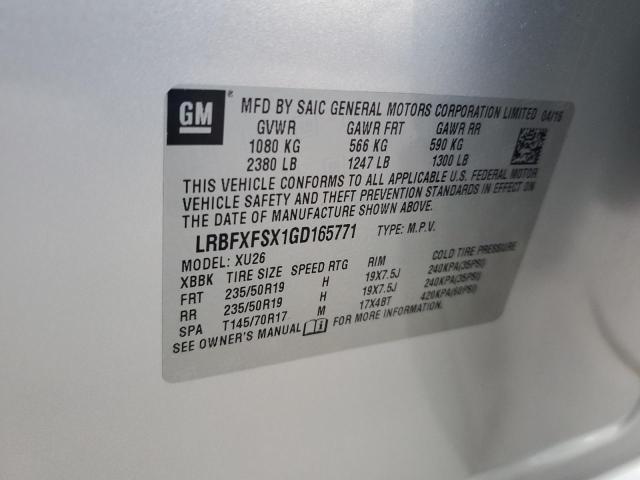 GM ®
MFD BY SAIC GENERAL MOTORS CORPORATION LIMITED 04/16
GVWR GAWR FRT GAWR RR
1080 KG 566 KG 590 KG
2380 LB 1247 LB 1300 LB
THIS VEHICLE CONFORMS TO ALL APPLICABLE U.S. FEDERAL MOTOR
VEHICLE SAFETY AND THEFT PREVENTION STANDARDS IN EFFECT ON
THE DATE OF MANUFACTURE SHOWN ABOVE.
LRBFXFSX1GD165771 TYPE: M.P.V.
MODEL: XU26
XBBK TIRE SIZE SPEED RTG RIM COLD TIRE PRESSURE
FRT 235/50R19 H 19X7.5J 240KPA(35PSI)
RR 235/50R19 H 19X7.5J 240KPA(35PSI)
SPA T145/70R17 M 17X4BT 420KPA(60PSI)
SEE OWNER'S MANUAL FOR MORE INFORMATION.